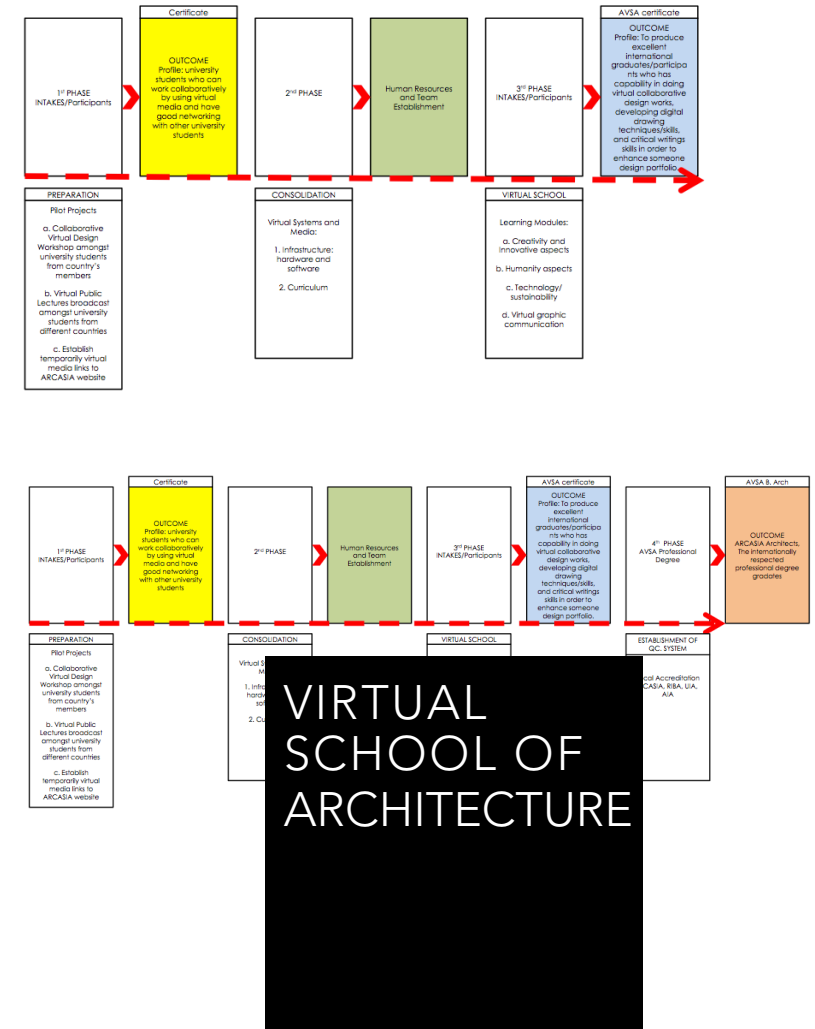 Certificate
AVSA certificate
1st PHASE
INTAKES/Participants
OUTCOME
Profile: university
students who can
work collaboratively
by using virtual
media and have
good networking
with other university
students
2nd PHASE
Human Resources
and Team
Establishment
3rd PHASE
INTAKES/Participants
OUTCOME
Profile: To produce
excellent
international
graduates/participa
nts who has
capability in doing
virtual collaborative
design works,
developing digital
drawing
techniques/skills,
and critical writings
skills in order to
enhance someone
design portfolio.
PREPARATION
Pilot Projects
a. Collaborative
Virtual Design
Workshop amongst
university students
from country's
members
b. Virtual Public
Lectures broadcast
amongst university
students from
different countries
c. Establish
temporarily virtual
media links to
ARCASIA website
CONSOLIDATION
Virtual Systems and
Media:
1. Infrastructure:
hardware and
software
2. Curriculum
VIRTUAL SCHOOL
Learning Modules:
a. Creativity and
Innovative aspects
b. Humanity aspects
c. Technology/
sustainability
d. Virtual graphic
communication
Certificate
AVSA certificate
AVSA B. Arch
1st PHASE
INTAKES/Participants
OUTCOME
Profile: university
students who can
work collaboratively
by using virtual
media and have
good networking
with other university
students
2nd PHASE
Human Resources
and Team
Establishment
3rd PHASE
INTAKES/Participants
OUTCOME
Profile: To produce
excellent
international
graduates/participa
nts who has
capability in doing
virtual collaborative
design works,
developing digital
drawing
techniques/skills,
and critical writings
skills in order to
enhance someone
design portfolio.
4th PHASE
AVSA Professional
Degree
OUTCOME
ARCASIA Architects,
The internationally
respected
professional degree
gradates
PREPARATION
Pilot Projects
a. Collaborative
Virtual Design
Workshop amongst
university students
from country's
members
b. Virtual Public
Lectures broadcast
amongst university
students from
different countries
c. Establish
temporarily virtual
media links to
ARCASIA website
CONSOLIDATION
Virtual
1.
2.
VIRTUAL SCHOOL
ESTABLISHMENT OF
QC. SYSTEM
Accreditation
RIBA, UIA,
AIA
VIRTUAL
SCHOOL OF
ARCHITECTURE